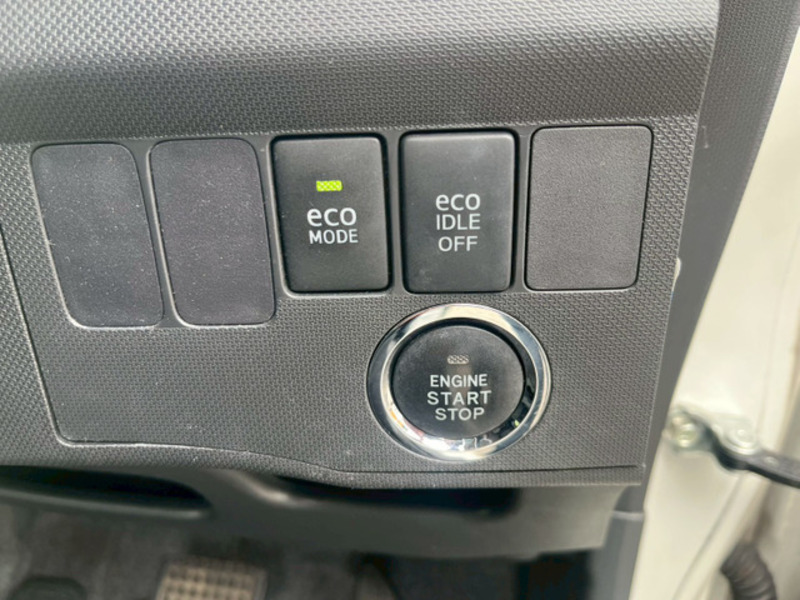 eco
MODE
eco
IDLE
OFF
ENGINE
START
STOP